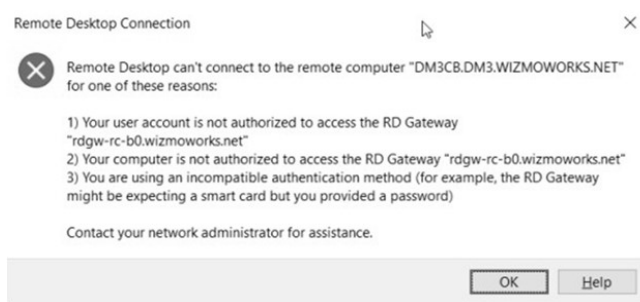 Remote Desktop Connection
Remote Desktop can't connect to the remote computer "DM3CB.DM3.WIZMOWORKS.NET"
for one of these reasons:
1) Your user account is not authorized to access the RD Gateway
"rdgw-rc-b0.wizmoworks.net"
2) Your computer is not authorized to access the RD Gateway "rdgw-rc-b0.wizmoworks.net"
3) You are using an incompatible authentication method (for example, the RD Gateway
might be expecting a smart card but you provided a password)
Contact your network administrator for assistance.
OK
Help